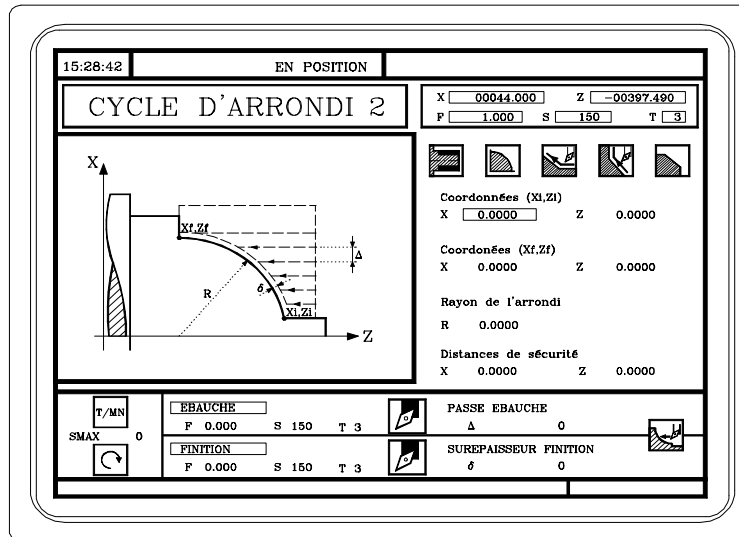 15:28:42 EN POSITION
CYCLE D'ARRONDI 2
X 00044.000 Z -00397.490
F 1.000 S 150 T 3
X
Xf,Zf
Δ
R
δ
Xi,Zi
Z
Coordonnées (Xi,Zi)
X 0.0000 Z 0.0000
Coordonées (Xf,Zf)
X 0.0000 Z 0.0000
Rayon de l'arrondi
R 0.0000
Distances de sécurité
X 0.0000 Z 0.0000
T/MN
SMAX 0
EBAUCHE
F 0.000 S 150 T 3
PASSE EBAUCHE
Δ 0
FINITION
F 0.000 S 150 T 3
SUREPAISSEUR FINITION
δ 0